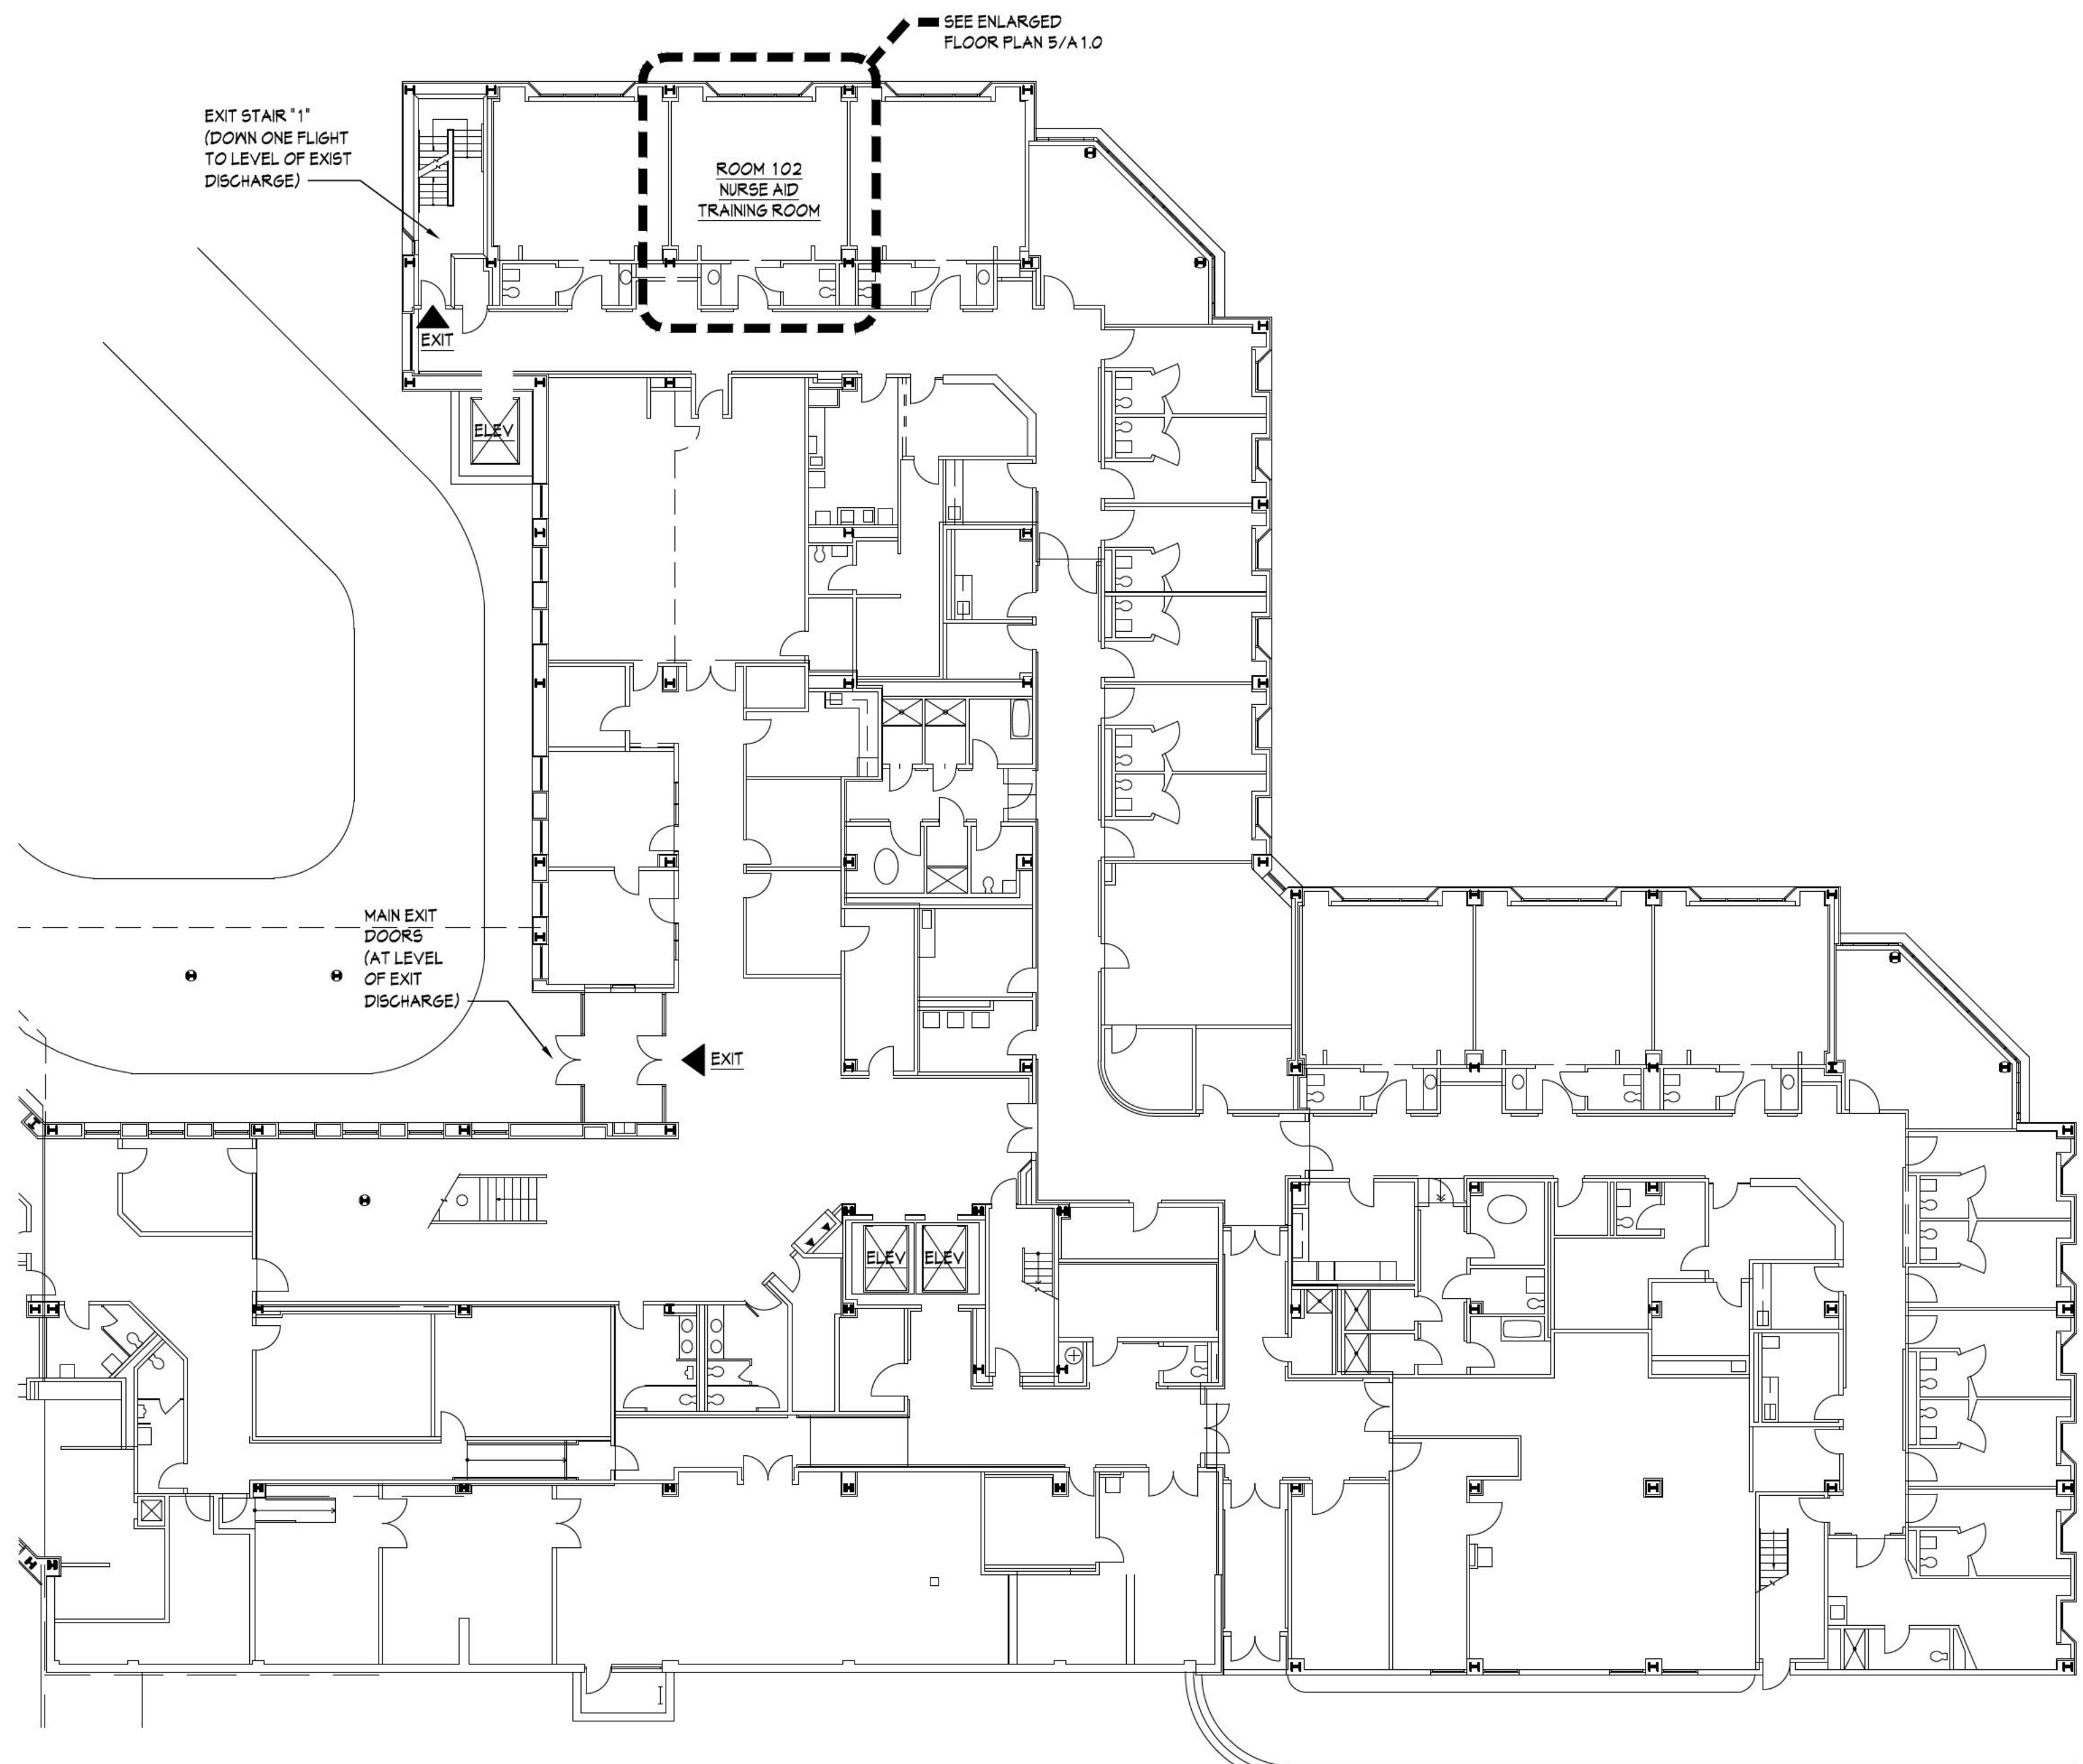 SEE ENLARGED
FLOOR PLAN 5/A1.0
EXIT STAIR "1"
(DOWN ONE FLIGHT
TO LEVEL OF EXIST
DISCHARGE)
ROOM 102
NURSE AID
TRAINING ROOM
EXIT
ELEV
MAIN EXIT
DOORS
(AT LEVEL
OF EXIT
DISCHARGE)
EXIT
ELEV
ELEV